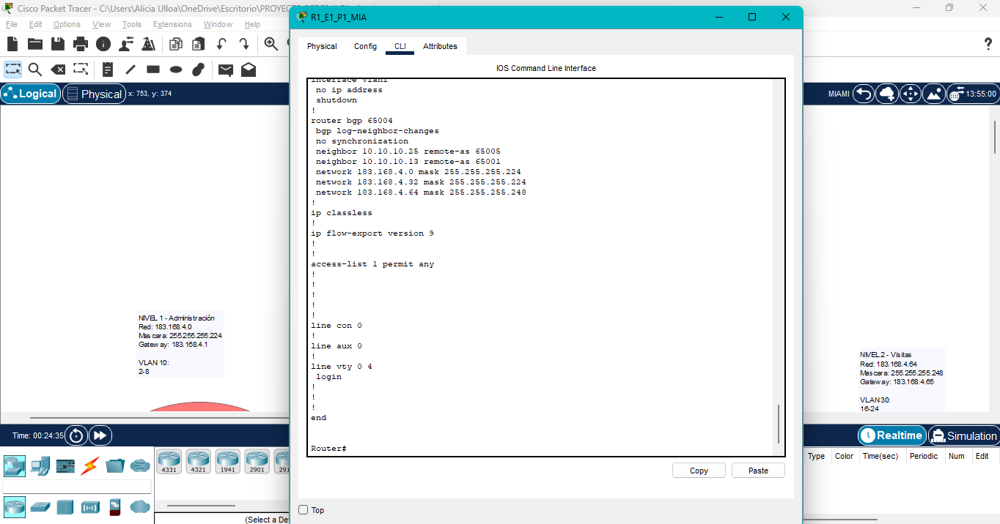 Cisco Packet Tracer - C:\Users\Alicia Ulloa\OneDrive\Escritorio\PROYEC
File Edit Options View Tools Extensions Window Help
Logical
Physical
x: 753, y: 374
MIAMI
13:55:00
R1_E1_P1_MIA
Physical Config CLI Attributes
IOS Command Line Interface
interface Vlan1
no ip address
shutdown
!
router bgp 65004
bgp log-neighbor-changes
no synchronization
neighbor 10.10.10.25 remote-as 65005
neighbor 10.10.10.13 remote-as 65001
network 183.168.4.0 mask 255.255.255.224
network 183.168.4.32 mask 255.255.255.224
network 183.168.4.64 mask 255.255.255.248
!
ip classless
!
ip flow-export version 9
!
!
access-list 1 permit any
!
!
!
!
!
line con 0
!
line aux 0
!
line vty 0 4
login
!
!
!
end
Router#
Copy
Paste
Top
NIVEL 1 - Administración
Red: 183.168.4.0
Mascara: 255.255.255.224
Gateway: 183.168.4.1
VLAN 10:
2-8
NIVEL 2 - Visitas
Red: 183.168.4.64
Mascara: 255.255.255.248
Gateway: 183.168.4.65
VLAN 30:
16-24
Time: 00:24:35
Realtime
Simulation
4331 4321 1941 2901 291
Type Color Time(sec) Periodic Num Edit
(Select a De